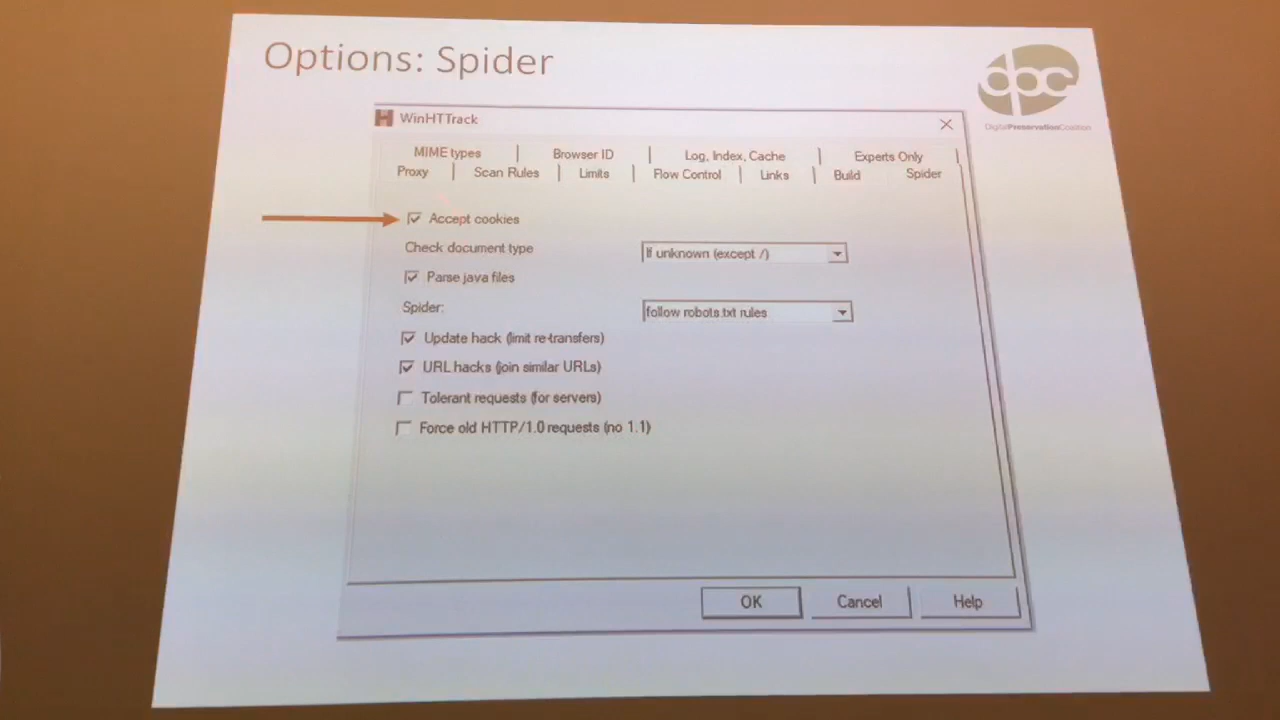 Options: Spider
dpc
DigitalPreservationCoalition
WinHTTrack
MIME types | Browser ID | Log, Index, Cache | Experts Only |
Proxy | Scan Rules | Limits | Flow Control | Links | Build Spider
Accept cookies
Check document type If unknown (except /)
Parse java files
Spider: follow robots.txt rules
Update hack (limit re-transfers)
URL hacks (join similar URLs)
Tolerant requests (for servers)
Force old HTTP/1.0 requests (no 1.1)
OK Cancel Help